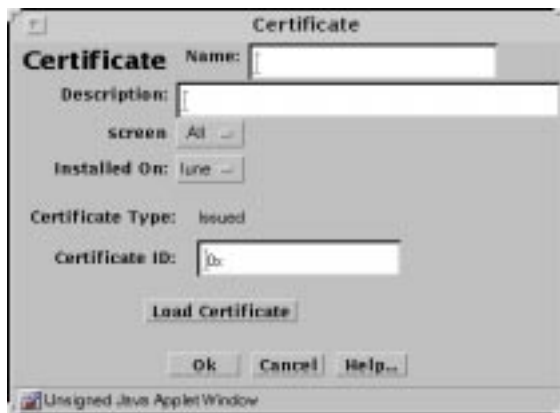 Certificate
Certificate Name:
Description:
screen All
Installed On: lune
Certificate Type: Issued
Certificate ID: 0x
Load Certificate
Ok Cancel Help...
Unsigned Java Applet Window